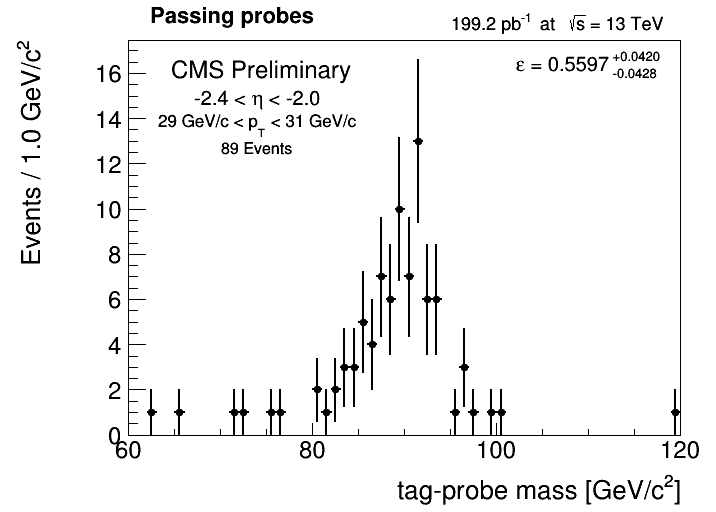 Passing probes
199.2 pb⁻¹ at √s = 13 TeV
CMS Preliminary
-2.4 < η < -2.0
29 GeV/c < p_T < 31 GeV/c
89 Events
ε = 0.5597 +0.0420 -0.0428
Events / 1.0 GeV/c²
16
14
12
10
8
6
4
2
0
60 80 100 120
tag-probe mass [GeV/c²]